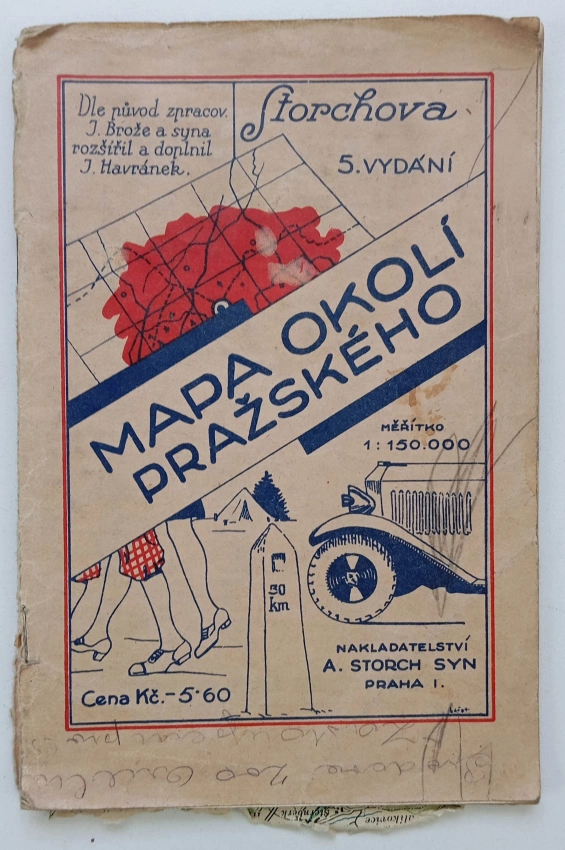 Dle původ zpracov.
J. Brože a syna
rozšířil a doplnil
J. Havránek.
Storchova
5. VYDÁNÍ
MAPA OKOLÍ
PRAŽSKÉHO
MĚŘÍTKO
1:150.000
30
km
NAKLADATELSTVÍ
A. STORCH SYN
PRAHA I.
Cena Kč.-5·60